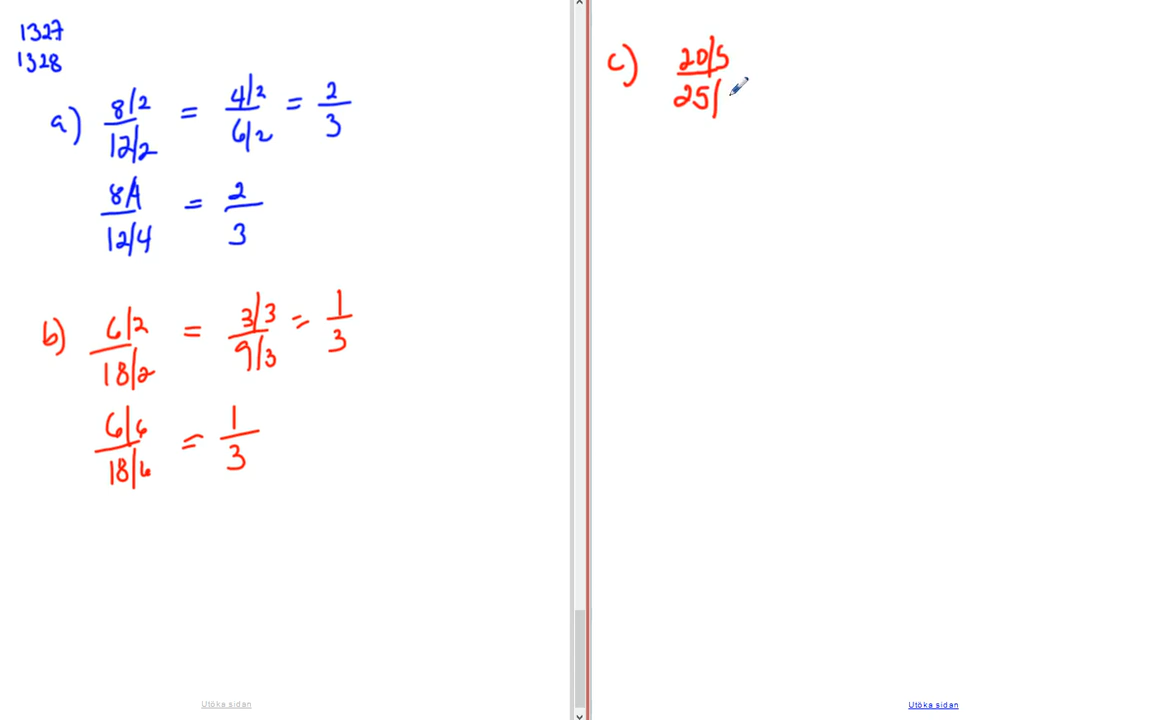 1327
1328
a) 8/2 / 12/2 = 4/2 / 6/2 = 2/3
8/4 / 12/4 = 2/3
b) 6/2 / 18/2 = 3/3 / 9/3 = 1/3
6/6 / 18/6 = 1/3
Utöka sidan
c) 20/5 / 25/
Utöka sidan